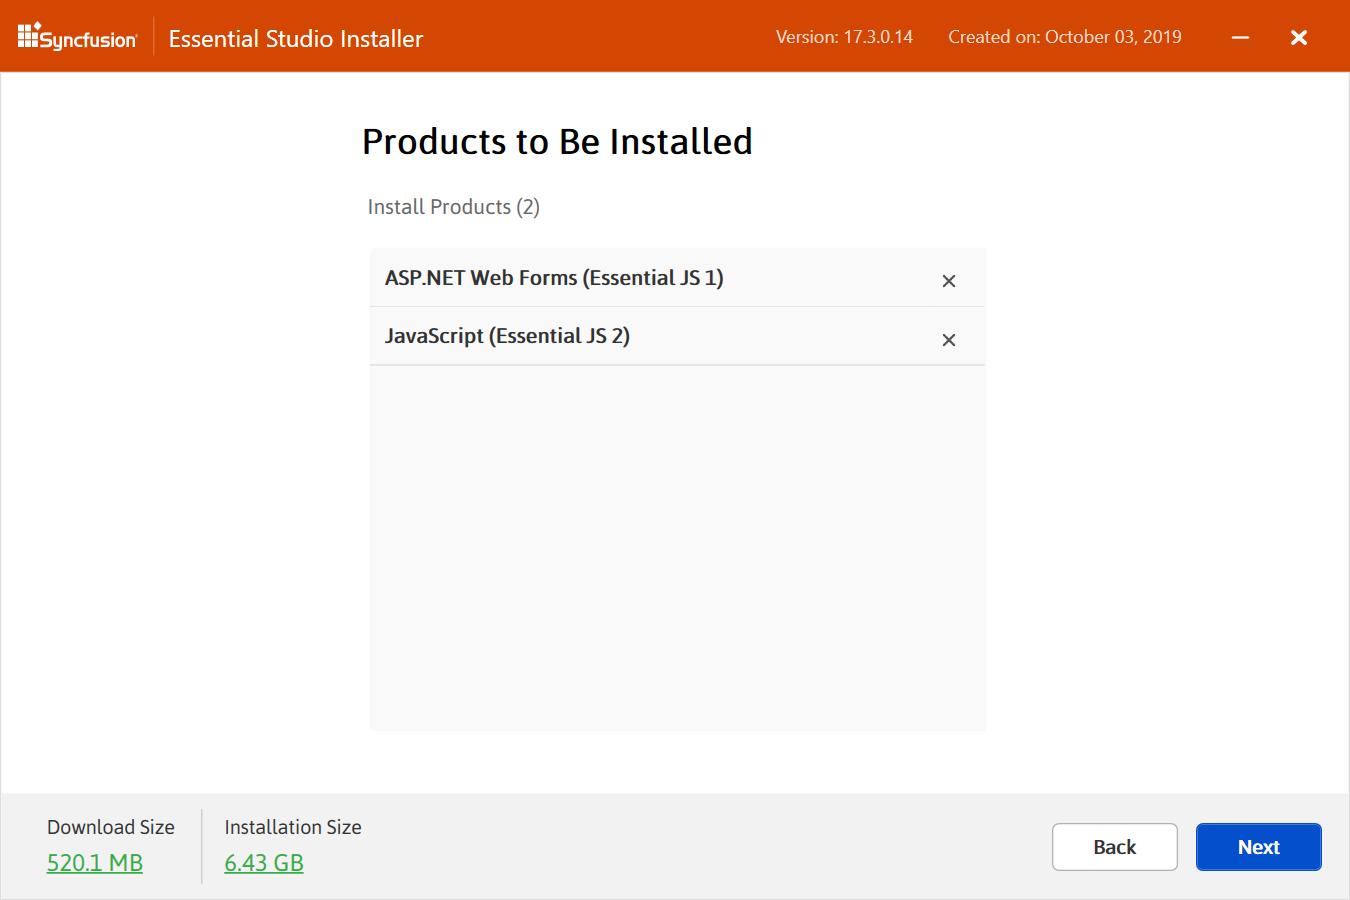 Syncfusion
Essential Studio Installer
Version: 17.3.0.14
Created on: October 03, 2019
Products to Be Installed
Install Products (2)
ASP.NET Web Forms (Essential JS 1)
JavaScript (Essential JS 2)
Download Size
520.1 MB
Installation Size
6.43 GB
Back
Next